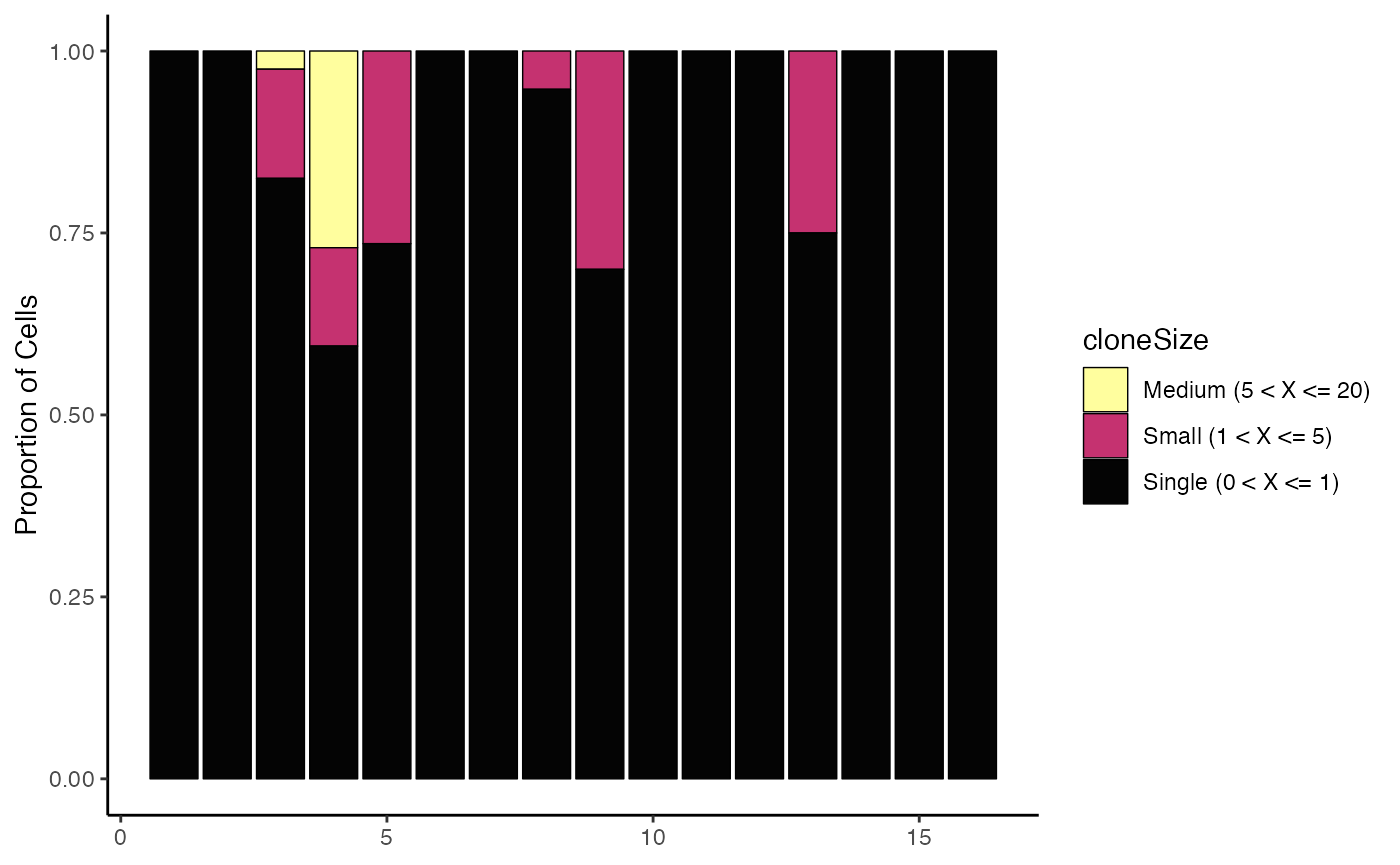 1.00
0.75
0.50
0.25
0.00
Proportion of Cells
0
5
10
15
cloneSize
Medium (5 < X <= 20)
Small (1 < X <= 5)
Single (0 < X <= 1)